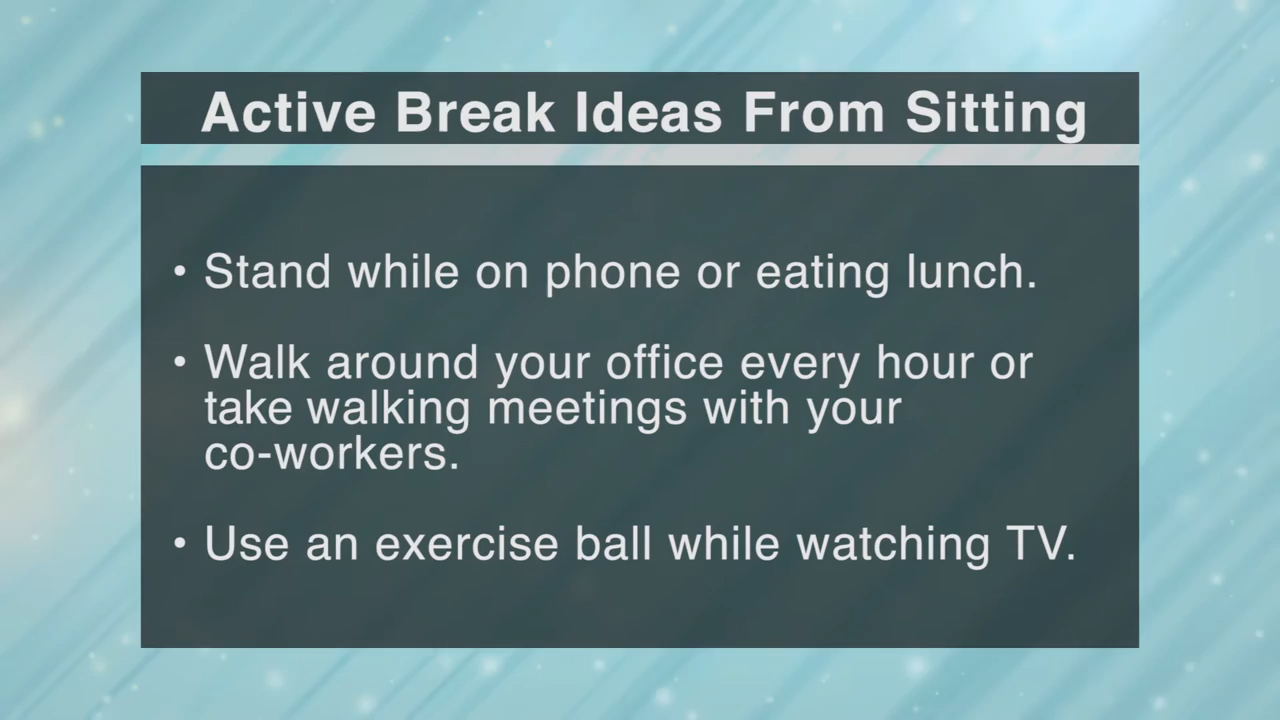 Active Break Ideas From Sitting
• Stand while on phone or eating lunch.
• Walk around your office every hour or
take walking meetings with your
co-workers.
• Use an exercise ball while watching TV.